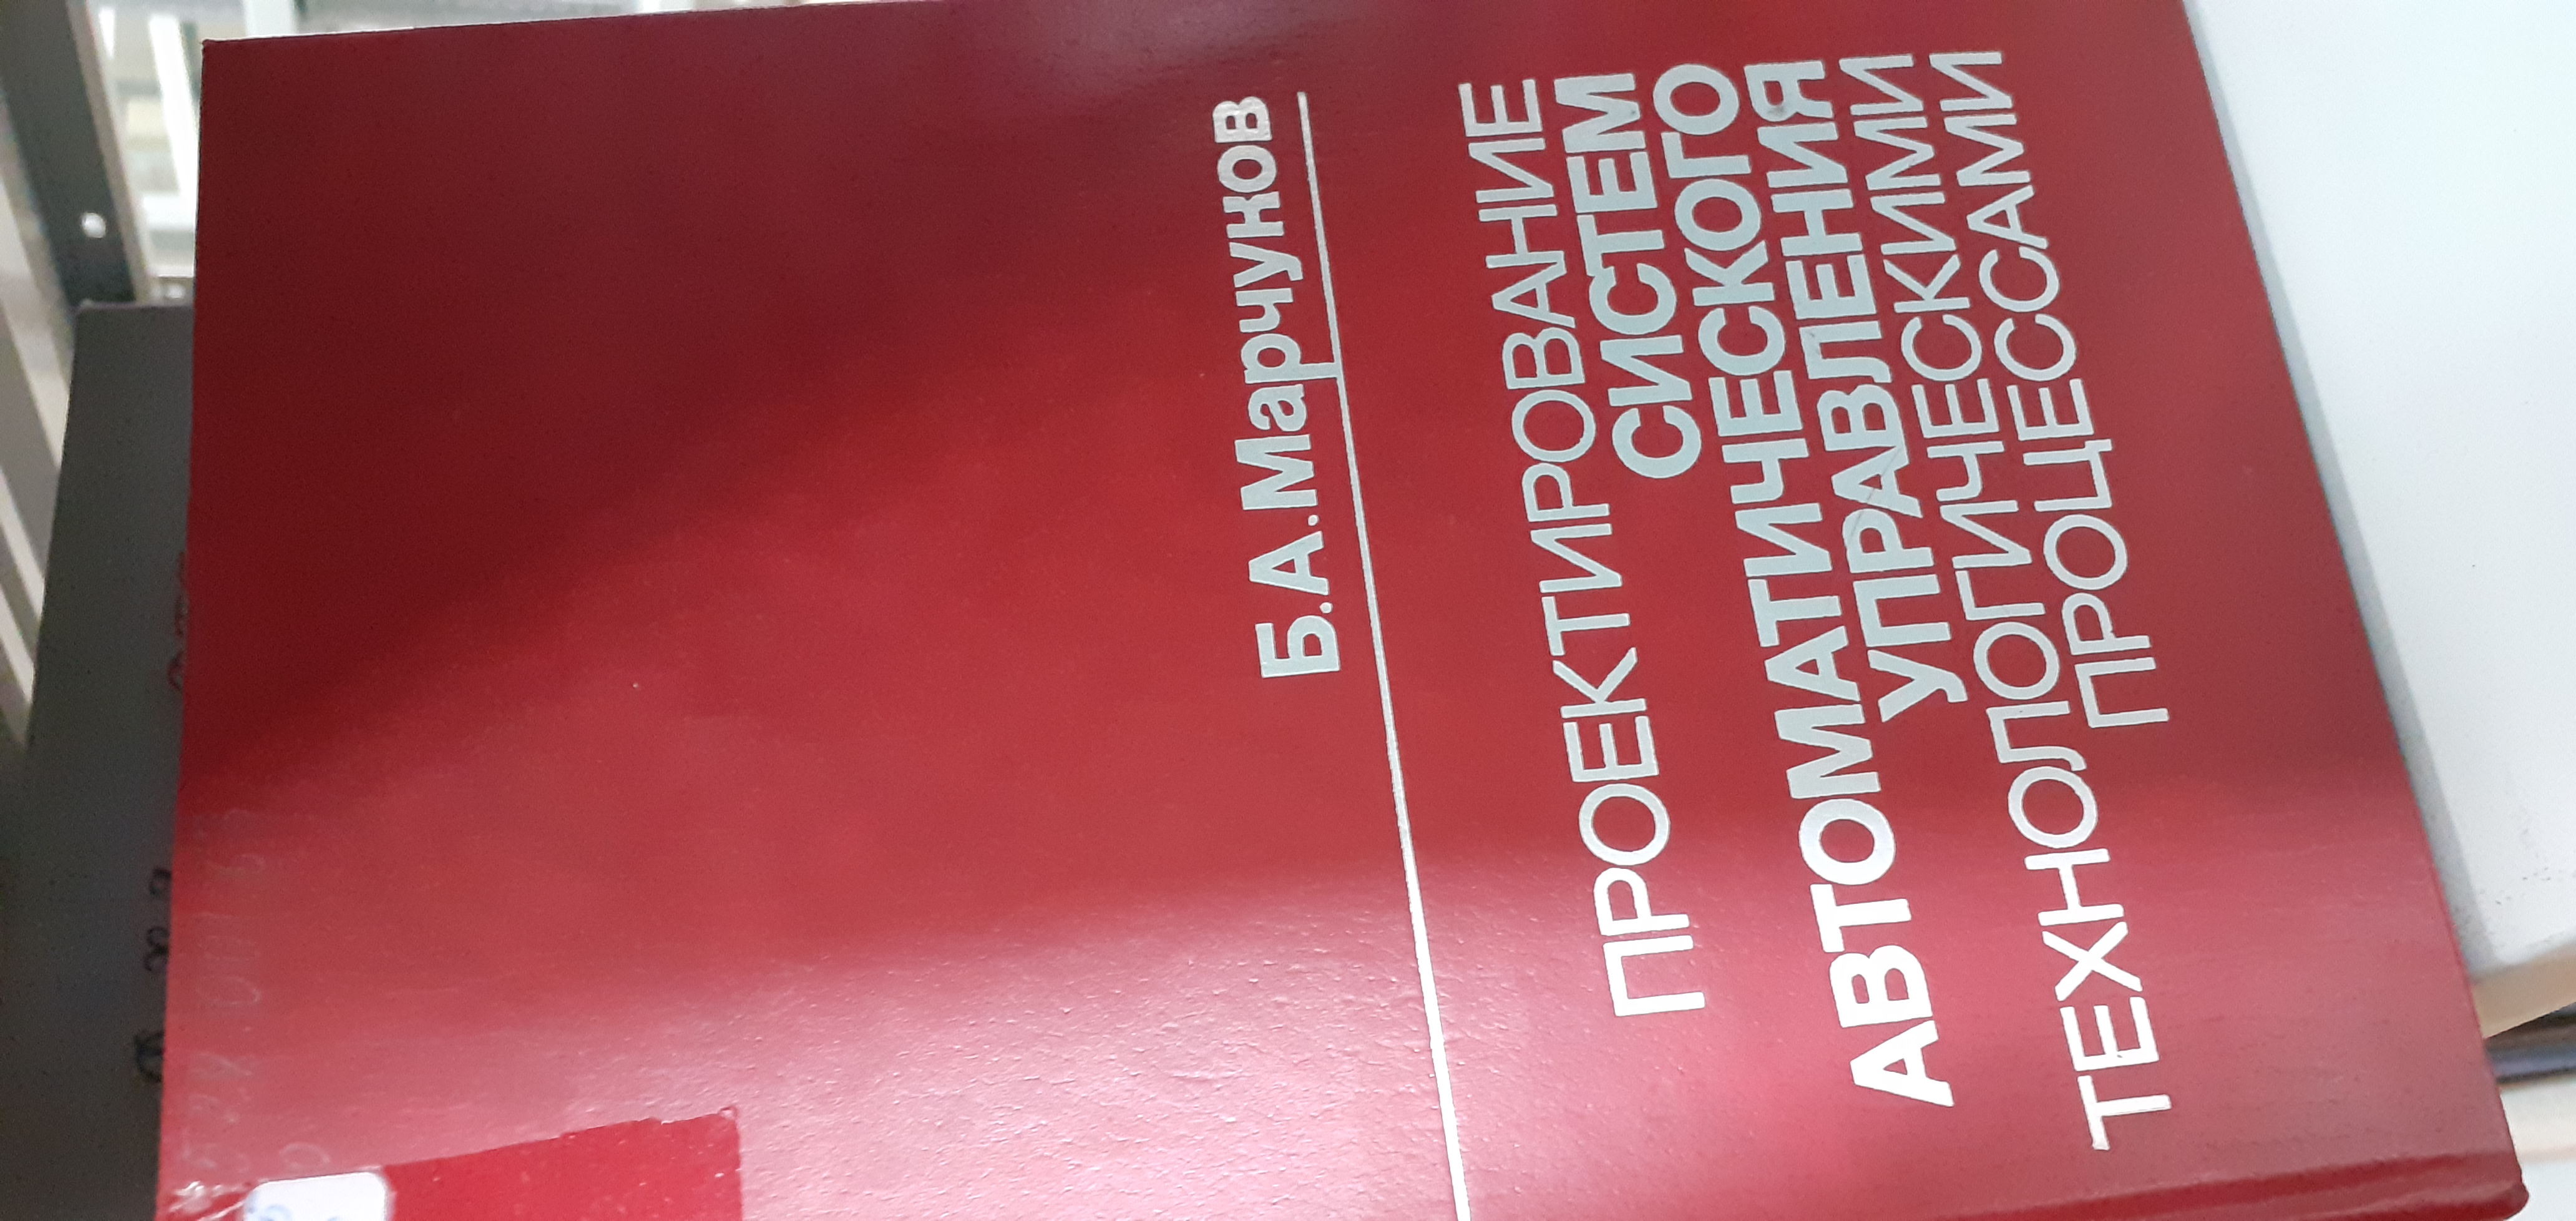 Б.А.Марчуков
ПРОЕКТИРОВАНИЕ
СИСТЕМ
АВТОМАТИЧЕСКОГО
УПРАВЛЕНИЯ
ТЕХНОЛОГИЧЕСКИМИ
ПРОЦЕССАМИ